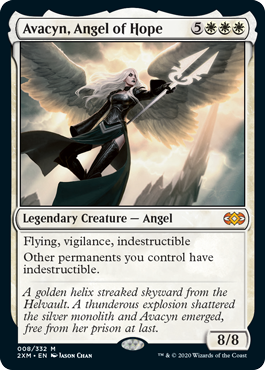 Avacyn, Angel of Hope 5
Legendary Creature — Angel
Flying, vigilance, indestructible
Other permanents you control have
indestructible.
A golden helix streaked skyward from the
Helvault. A thunderous explosion shattered
the silver monolith and Avacyn emerged,
free from her prison at last.
8/8
008/332 M
2XM • EN JASON CHAN
™ & © 2020 Wizards of the Coast